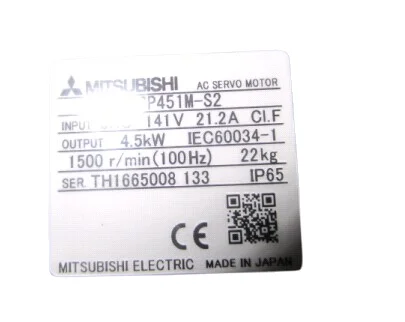 MITSUBISHI AC SERVO MOTOR
P451M-S2
INPUT 141V 21.2A Cl.F
OUTPUT 4.5kW IEC60034-1
1500 r/min(100Hz) 22kg
SER. TH1665008 133 IP65
CE
MITSUBISHI ELECTRIC MADE IN JAPAN